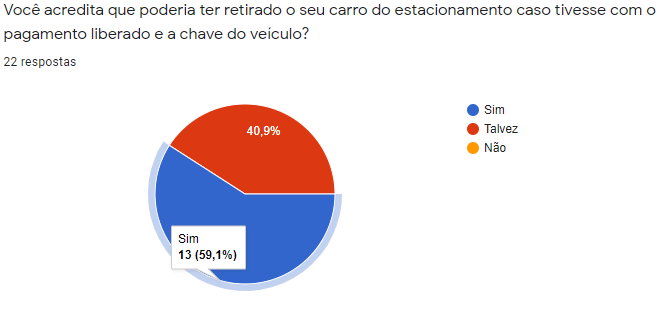 Você acredita que poderia ter retirado o seu carro do estacionamento caso tivesse com o
pagamento liberado e a chave do veículo?
22 respostas
40,9%
Sim
13 (59,1%)
Sim
Talvez
Não